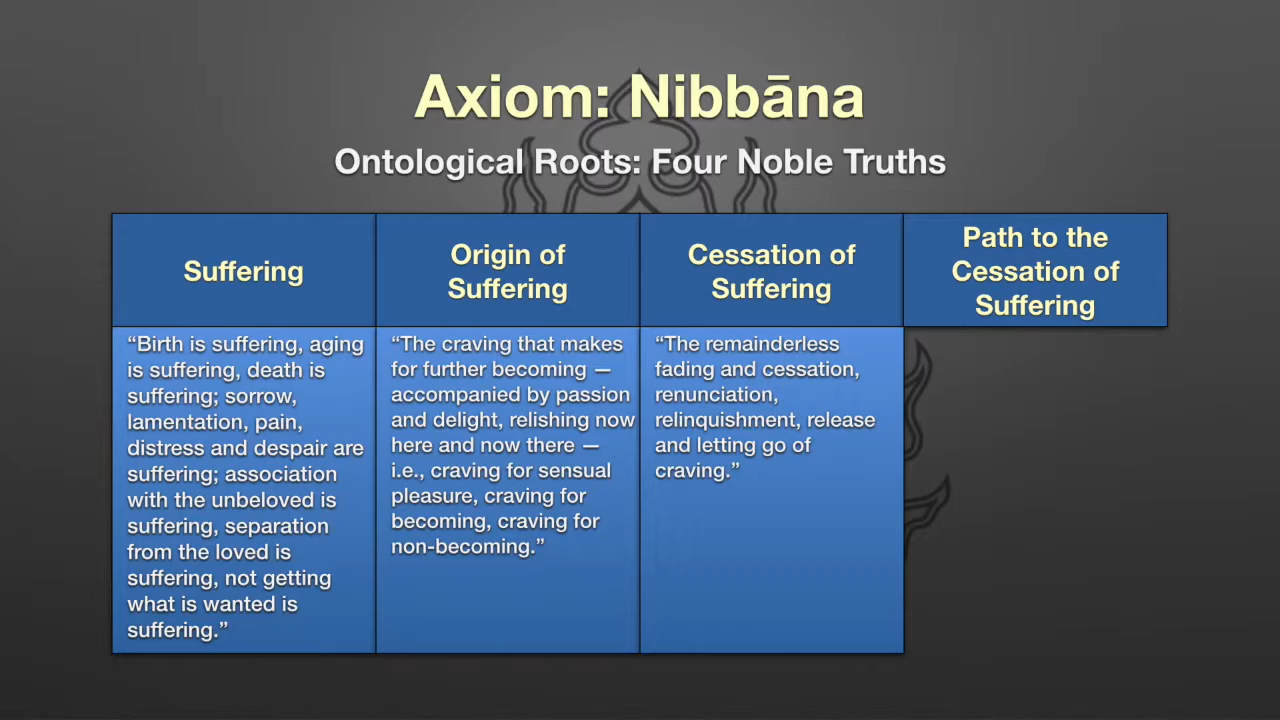 Axiom: Nibbāna
Ontological Roots: Four Noble Truths
Suffering
Origin of
Suffering
Cessation of
Suffering
Path to the
Cessation of
Suffering
“Birth is suffering, aging
is suffering, death is
suffering; sorrow,
lamentation, pain,
distress and despair are
suffering; association
with the unbeloved is
suffering, separation
from the loved is
suffering, not getting
what is wanted is
suffering.”
“The craving that makes
for further becoming —
accompanied by passion
and delight, relishing now
here and now there —
i.e., craving for sensual
pleasure, craving for
becoming, craving for
non-becoming.”
“The remainderless
fading and cessation,
renunciation,
relinquishment, release
and letting go of
craving.”